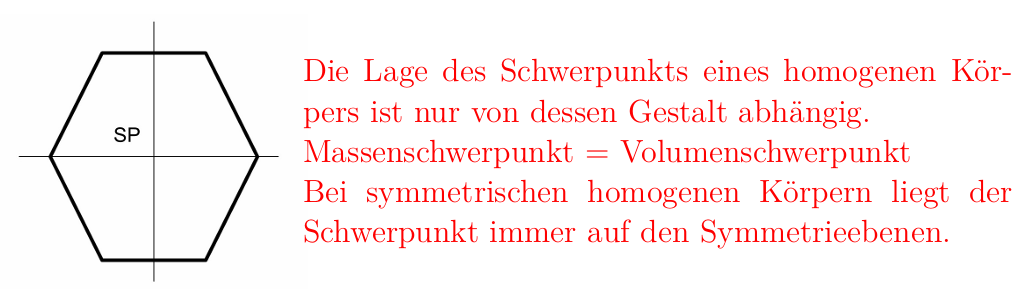 SP
Die Lage des Schwerpunkts eines homogenen Kör-
pers ist nur von dessen Gestalt abhängig.
Massenschwerpunkt = Volumenschwerpunkt
Bei symmetrischen homogenen Körpern liegt der
Schwerpunkt immer auf den Symmetrieebenen.